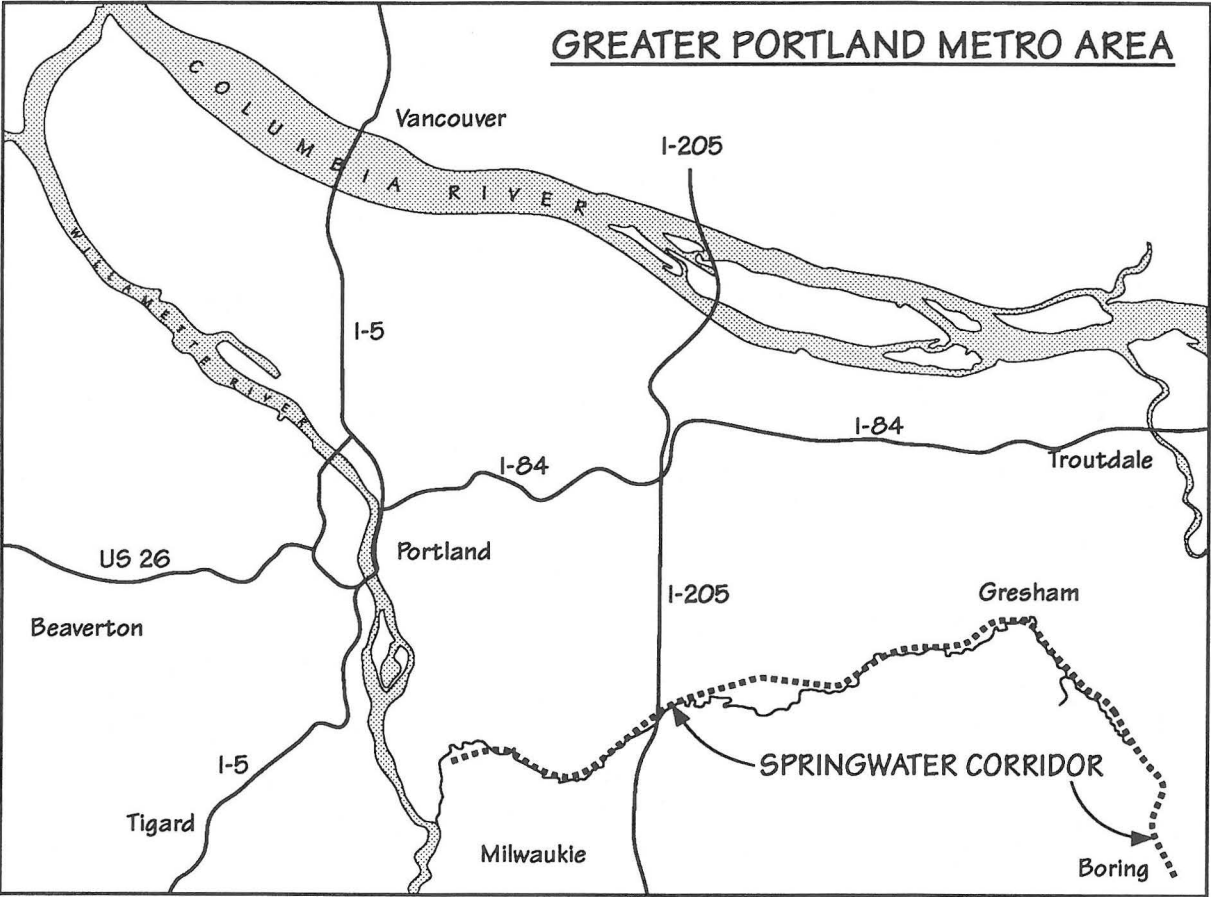 GREATER PORTLAND METRO AREA
COLUMBIA RIVER
Vancouver
I-205
WILLAMETTE RIVER
I-5
I-84
I-84
Troutdale
US 26
Portland
I-205
Gresham
Beaverton
I-5
SPRINGWATER CORRIDOR
Tigard
Milwaukie
Boring